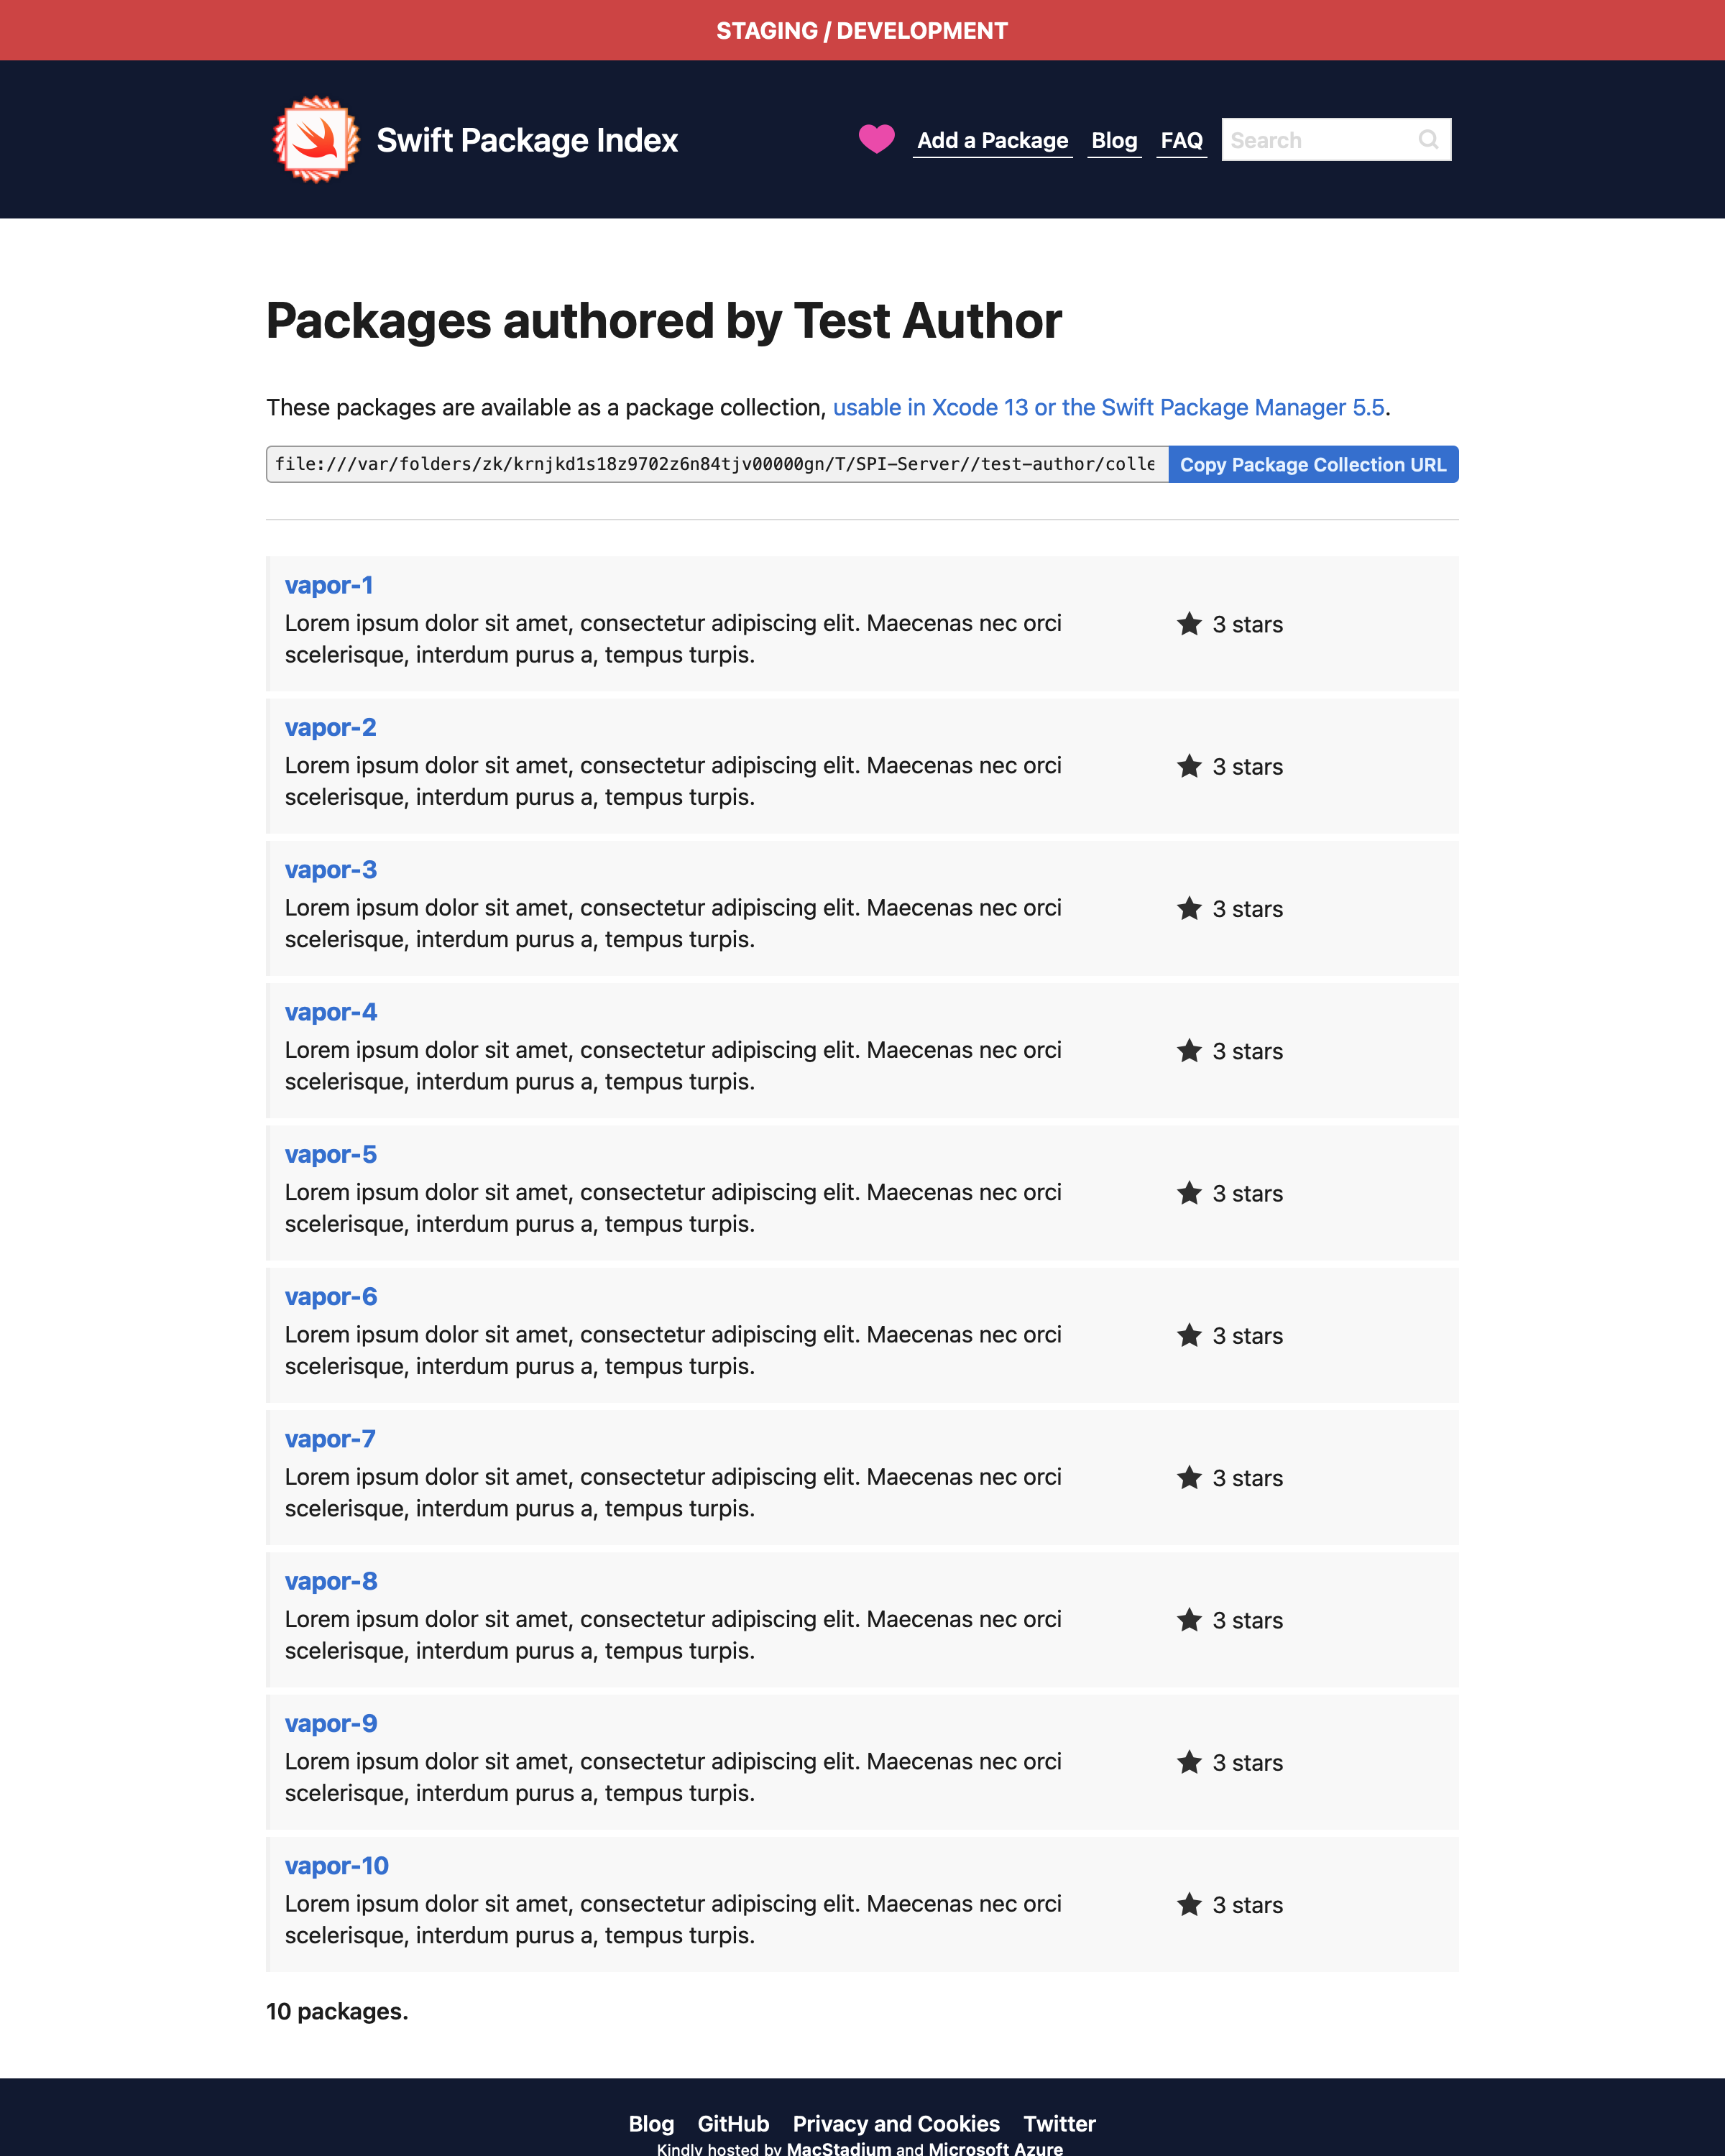 STAGING / DEVELOPMENT
Swift Package Index
Add a Package Blog FAQ Search
Packages authored by Test Author
These packages are available as a package collection, usable in Xcode 13 or the Swift Package Manager 5.5.
file:///var/folders/zk/krnjkd1s18z9702z6n84tjv00000gn/T/SPI-Server//test-author/colle Copy Package Collection URL
vapor-1
Lorem ipsum dolor sit amet, consectetur adipiscing elit. Maecenas nec orci
scelerisque, interdum purus a, tempus turpis.
3 stars
vapor-2
Lorem ipsum dolor sit amet, consectetur adipiscing elit. Maecenas nec orci
scelerisque, interdum purus a, tempus turpis.
3 stars
vapor-3
Lorem ipsum dolor sit amet, consectetur adipiscing elit. Maecenas nec orci
scelerisque, interdum purus a, tempus turpis.
3 stars
vapor-4
Lorem ipsum dolor sit amet, consectetur adipiscing elit. Maecenas nec orci
scelerisque, interdum purus a, tempus turpis.
3 stars
vapor-5
Lorem ipsum dolor sit amet, consectetur adipiscing elit. Maecenas nec orci
scelerisque, interdum purus a, tempus turpis.
3 stars
vapor-6
Lorem ipsum dolor sit amet, consectetur adipiscing elit. Maecenas nec orci
scelerisque, interdum purus a, tempus turpis.
3 stars
vapor-7
Lorem ipsum dolor sit amet, consectetur adipiscing elit. Maecenas nec orci
scelerisque, interdum purus a, tempus turpis.
3 stars
vapor-8
Lorem ipsum dolor sit amet, consectetur adipiscing elit. Maecenas nec orci
scelerisque, interdum purus a, tempus turpis.
3 stars
vapor-9
Lorem ipsum dolor sit amet, consectetur adipiscing elit. Maecenas nec orci
scelerisque, interdum purus a, tempus turpis.
3 stars
vapor-10
Lorem ipsum dolor sit amet, consectetur adipiscing elit. Maecenas nec orci
scelerisque, interdum purus a, tempus turpis.
3 stars
10 packages.
Blog GitHub Privacy and Cookies Twitter
Kindly hosted by MacStadium and Microsoft Azure